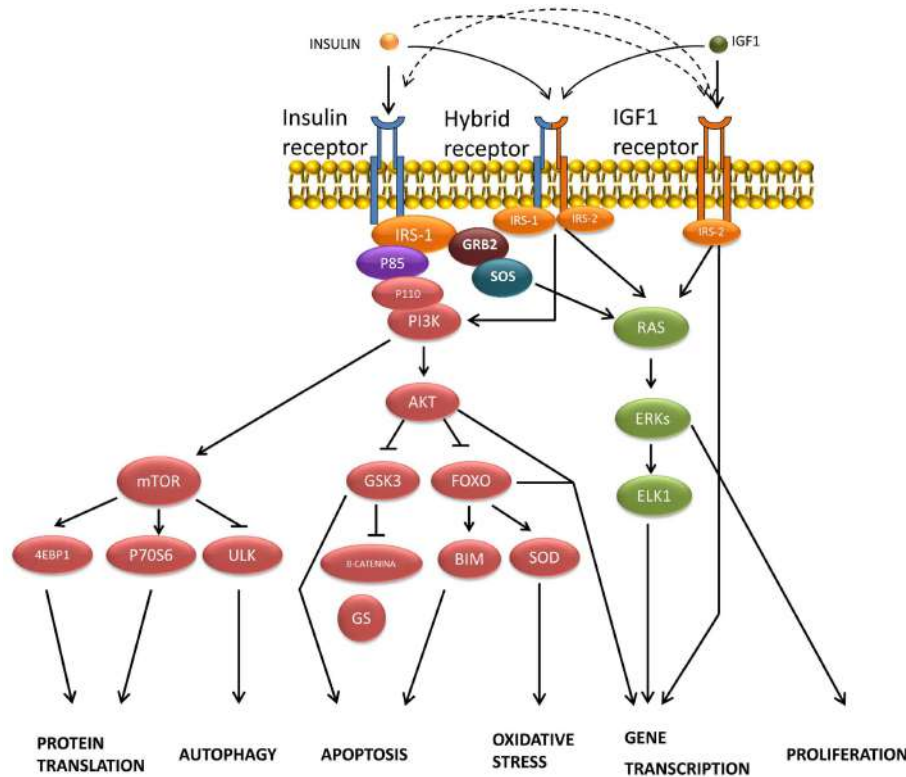 INSULIN
IGF1
Insulin
receptor
Hybrid
receptor
IGF1
receptor
IRS-1
IRS-2
IRS-1
IRS-2
GRB2
P85
SOS
P110
PI3K
RAS
AKT
ERKs
mTOR
GSK3
FOXO
ELK1
4EBP1
P70S6
ULK
B-CATENINA
BIM
SOD
GS
PROTEIN
TRANSLATION
AUTOPHAGY
APOPTOSIS
OXIDATIVE
STRESS
GENE
TRANSCRIPTION
PROLIFERATION